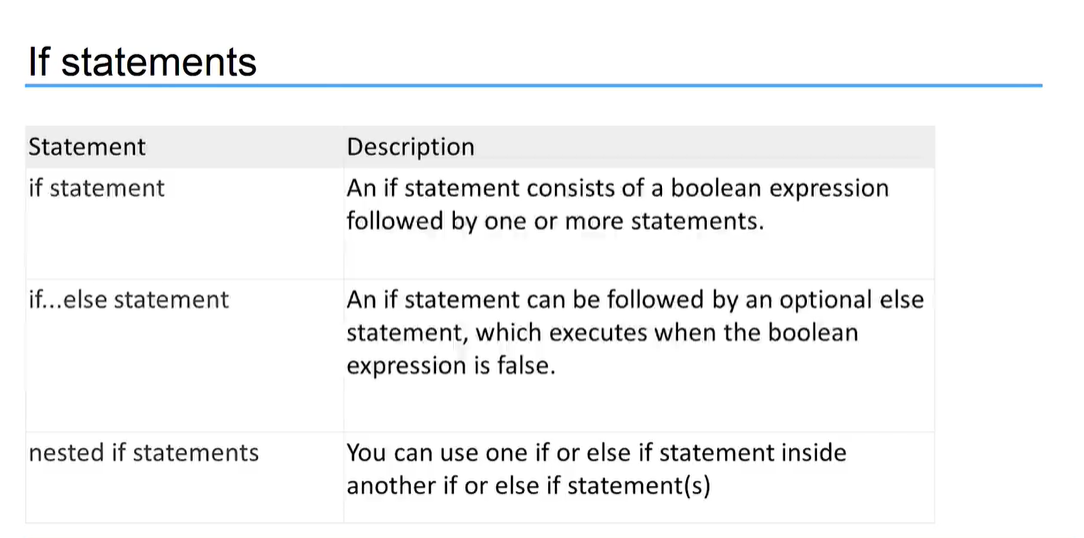 If statements
Statement Description
if statement An if statement consists of a boolean expression
followed by one or more statements.
if...else statement An if statement can be followed by an optional else
statement, which executes when the boolean
expression is false.
nested if statements You can use one if or else if statement inside
another if or else if statement(s)